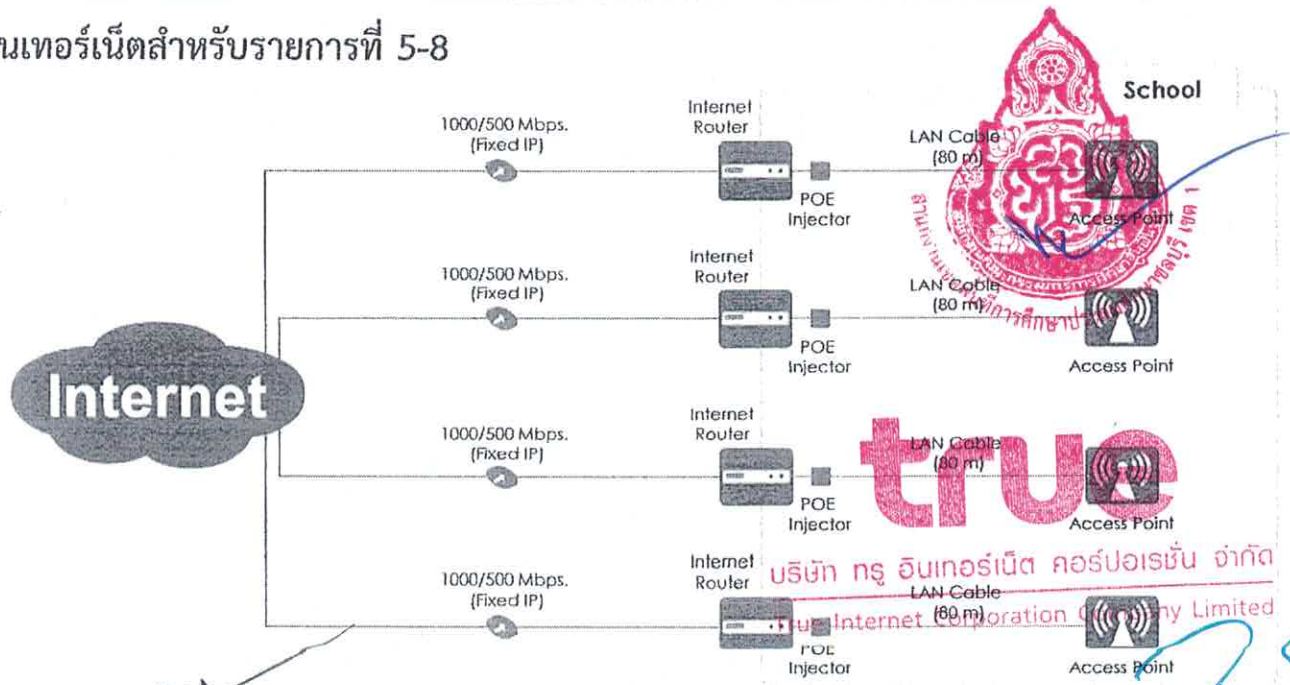 นเทอร์เน็ตสำหรับรายการที่ 5-8
School
1000/500 Mbps.
(Fixed IP)
Internet
Router
LAN Cable
(80 m)
POE
Injector
Access Point
1000/500 Mbps.
(Fixed IP)
Internet
Router
LAN Cable
(80 m)
POE
Injector
Access Point
Internet
1000/500 Mbps.
(Fixed IP)
Internet
Router
LAN Cable
(80 m)
POE
Injector
Access Point
1000/500 Mbps.
(Fixed IP)
Internet
Router
LAN Cable
(80 m)
POE
Injector
Access Point
true
บริษัท ทรู อินเทอร์เน็ต คอร์ปอเรชั่น จำกัด
True Internet Corporation Company Limited